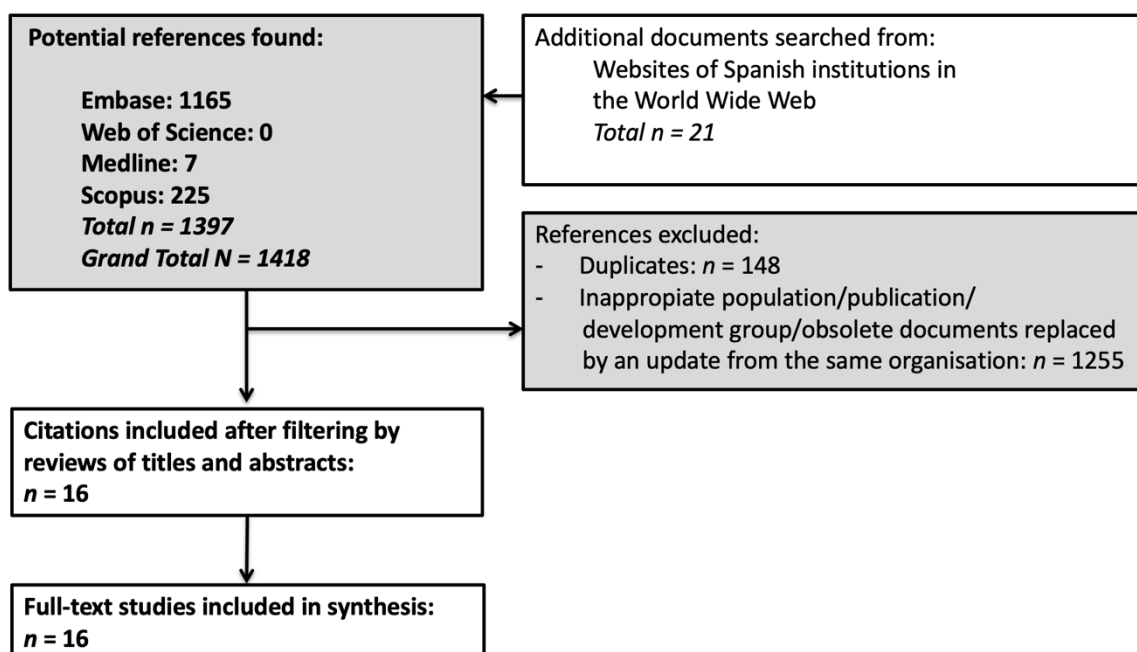 Potential references found:
Embase: 1165
Web of Science: 0
Medline: 7
Scopus: 225
Total n = 1397
Grand Total N = 1418
Additional documents searched from:
Websites of Spanish institutions in
the World Wide Web
Total n = 21
References excluded:
- Duplicates: n = 148
- Inappropiate population/publication/
development group/obsolete documents replaced
by an update from the same organisation: n = 1255
Citations included after filtering by
reviews of titles and abstracts:
n = 16
Full-text studies included in synthesis:
n = 16